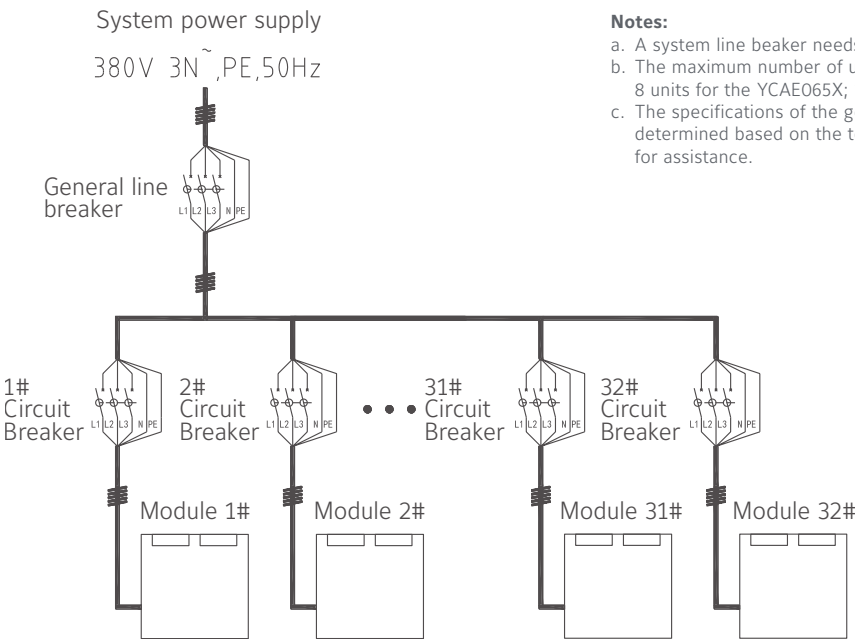 System power supply
380V 3N~,PE,50Hz
General line
breaker
L1 L2 L3 N PE
Notes:
a. A system line beaker needs
b. The maximum number of u
8 units for the YCAE065X;
c. The specifications of the g
determined based on the t
for assistance.
1#
Circuit
Breaker
L1 L2 L3 N PE
2#
Circuit
Breaker
L1 L2 L3 N PE
31#
Circuit
Breaker
L1 L2 L3 N PE
32#
Circuit
Breaker
L1 L2 L3 N PE
Module 1#
Module 2#
Module 31#
Module 32#